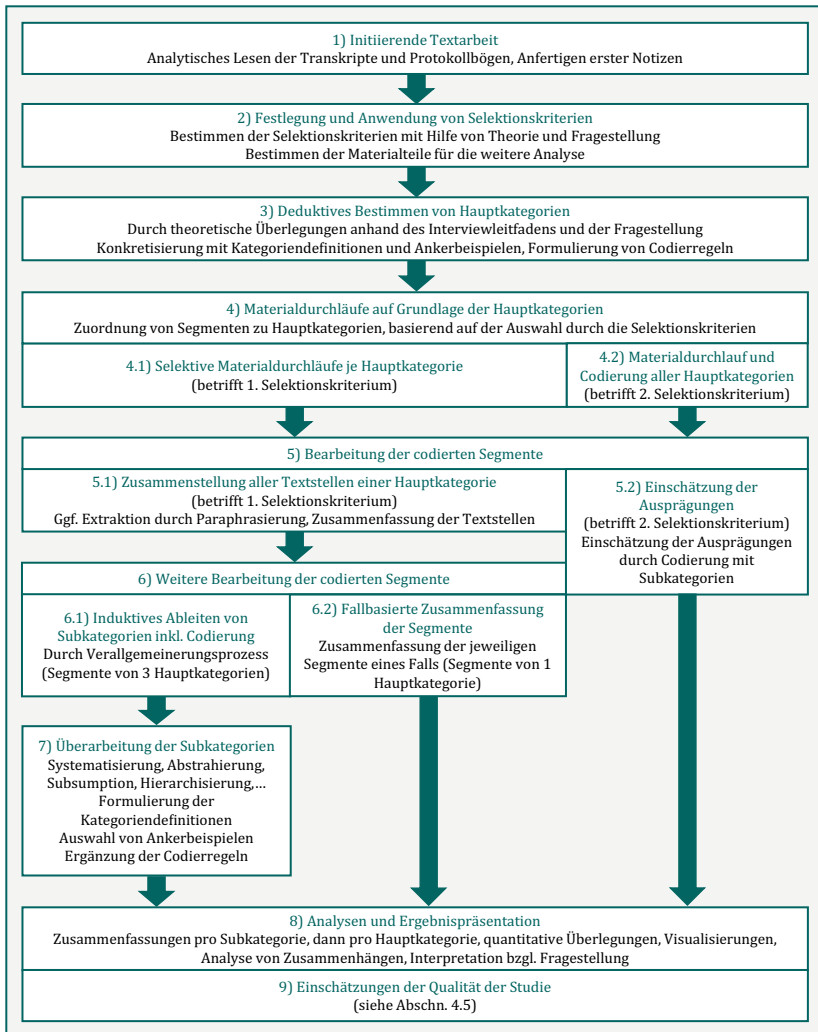 1) Initiierende Textarbeit
Analytisches Lesen der Transkripte und Protokollbögen, Anfertigen erster Notizen
2) Festlegung und Anwendung von Selektionskriterien
Bestimmen der Selektionskriterien mit Hilfe von Theorie und Fragestellung
Bestimmen der Materialteile für die weitere Analyse
3) Deduktives Bestimmen von Hauptkategorien
Durch theoretische Überlegungen anhand des Interviewleitfadens und der Fragestellung
Konkretisierung mit Kategoriendefinitionen und Ankerbeispielen, Formulierung von Codierregeln
4) Materialdurchläufe auf Grundlage der Hauptkategorien
Zuordnung von Segmenten zu Hauptkategorien, basierend auf der Auswahl durch die Selektionskriterien
4.1) Selektive Materialdurchläufe je Hauptkategorie
(betrifft 1. Selektionskriterium)
4.2) Materialdurchlauf und
Codierung aller Hauptkategorien
(betrifft 2. Selektionskriterium)
5) Bearbeitung der codierten Segmente
5.1) Zusammenstellung aller Textstellen einer Hauptkategorie
(betrifft 1. Selektionskriterium)
Ggf. Extraktion durch Paraphrasierung, Zusammenfassung der Textstellen
5.2) Einschätzung der
Ausprägungen
(betrifft 2. Selektionskriterium)
Einschätzung der Ausprägungen
durch Codierung mit
Subkategorien
6) Weitere Bearbeitung der codierten Segmente
6.1) Induktives Ableiten von
Subkategorien inkl. Codierung
Durch Verallgemeinerungsprozess
(Segmente von 3 Hauptkategorien)
6.2) Fallbasierte Zusammenfassung
der Segmente
Zusammenfassung der jeweiligen
Segmente eines Falls (Segmente von 1
Hauptkategorie)
7) Überarbeitung der Subkategorien
Systematisierung, Abstrahierung,
Subsumption, Hierarchisierung,...
Formulierung der
Kategoriendefinitionen
Auswahl von Ankerbeispielen
Ergänzung der Codierregeln
8) Analysen und Ergebnispräsentation
Zusammenfassungen pro Subkategorie, dann pro Hauptkategorie, quantitative Überlegungen, Visualisierungen,
Analyse von Zusammenhängen, Interpretation bzgl. Fragestellung
9) Einschätzungen der Qualität der Studie
(siehe Abschn. 4.5)